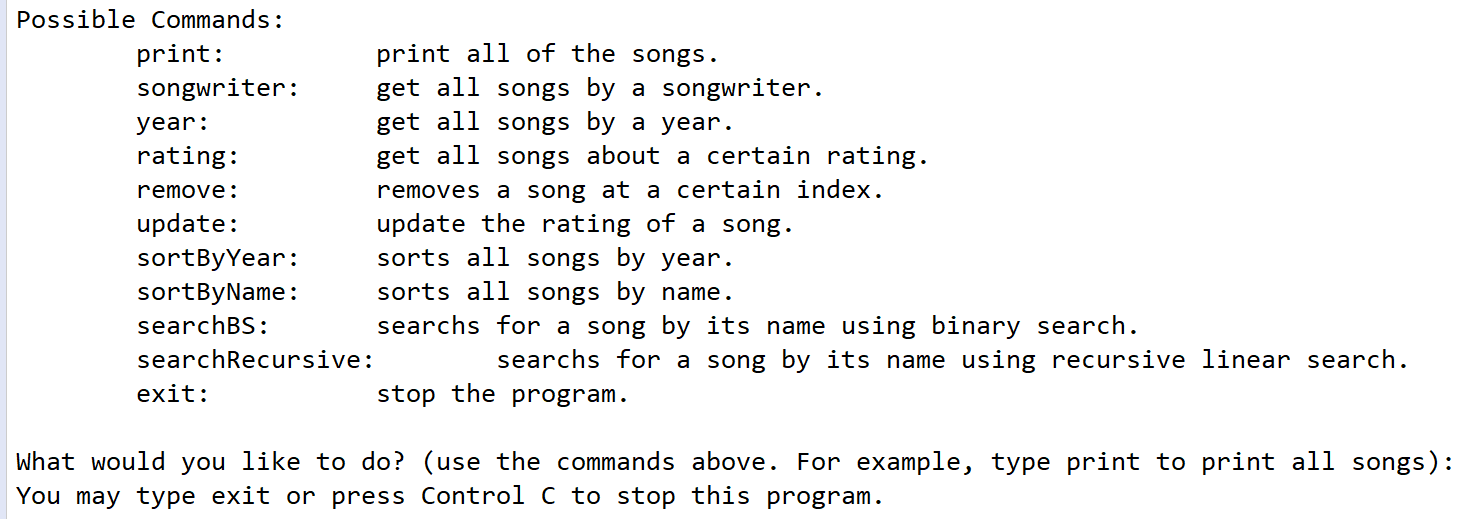 Possible Commands:
print: print all of the songs.
songwriter: get all songs by a songwriter.
year: get all songs by a year.
rating: get all songs about a certain rating.
remove: removes a song at a certain index.
update: update the rating of a song.
sortByYear: sorts all songs by year.
sortByName: sorts all songs by name.
searchBS: searchs for a song by its name using binary search.
searchRecursive: searchs for a song by its name using recursive linear search.
exit: stop the program.
What would you like to do? (use the commands above. For example, type print to print all songs):
You may type exit or press Control C to stop this program.